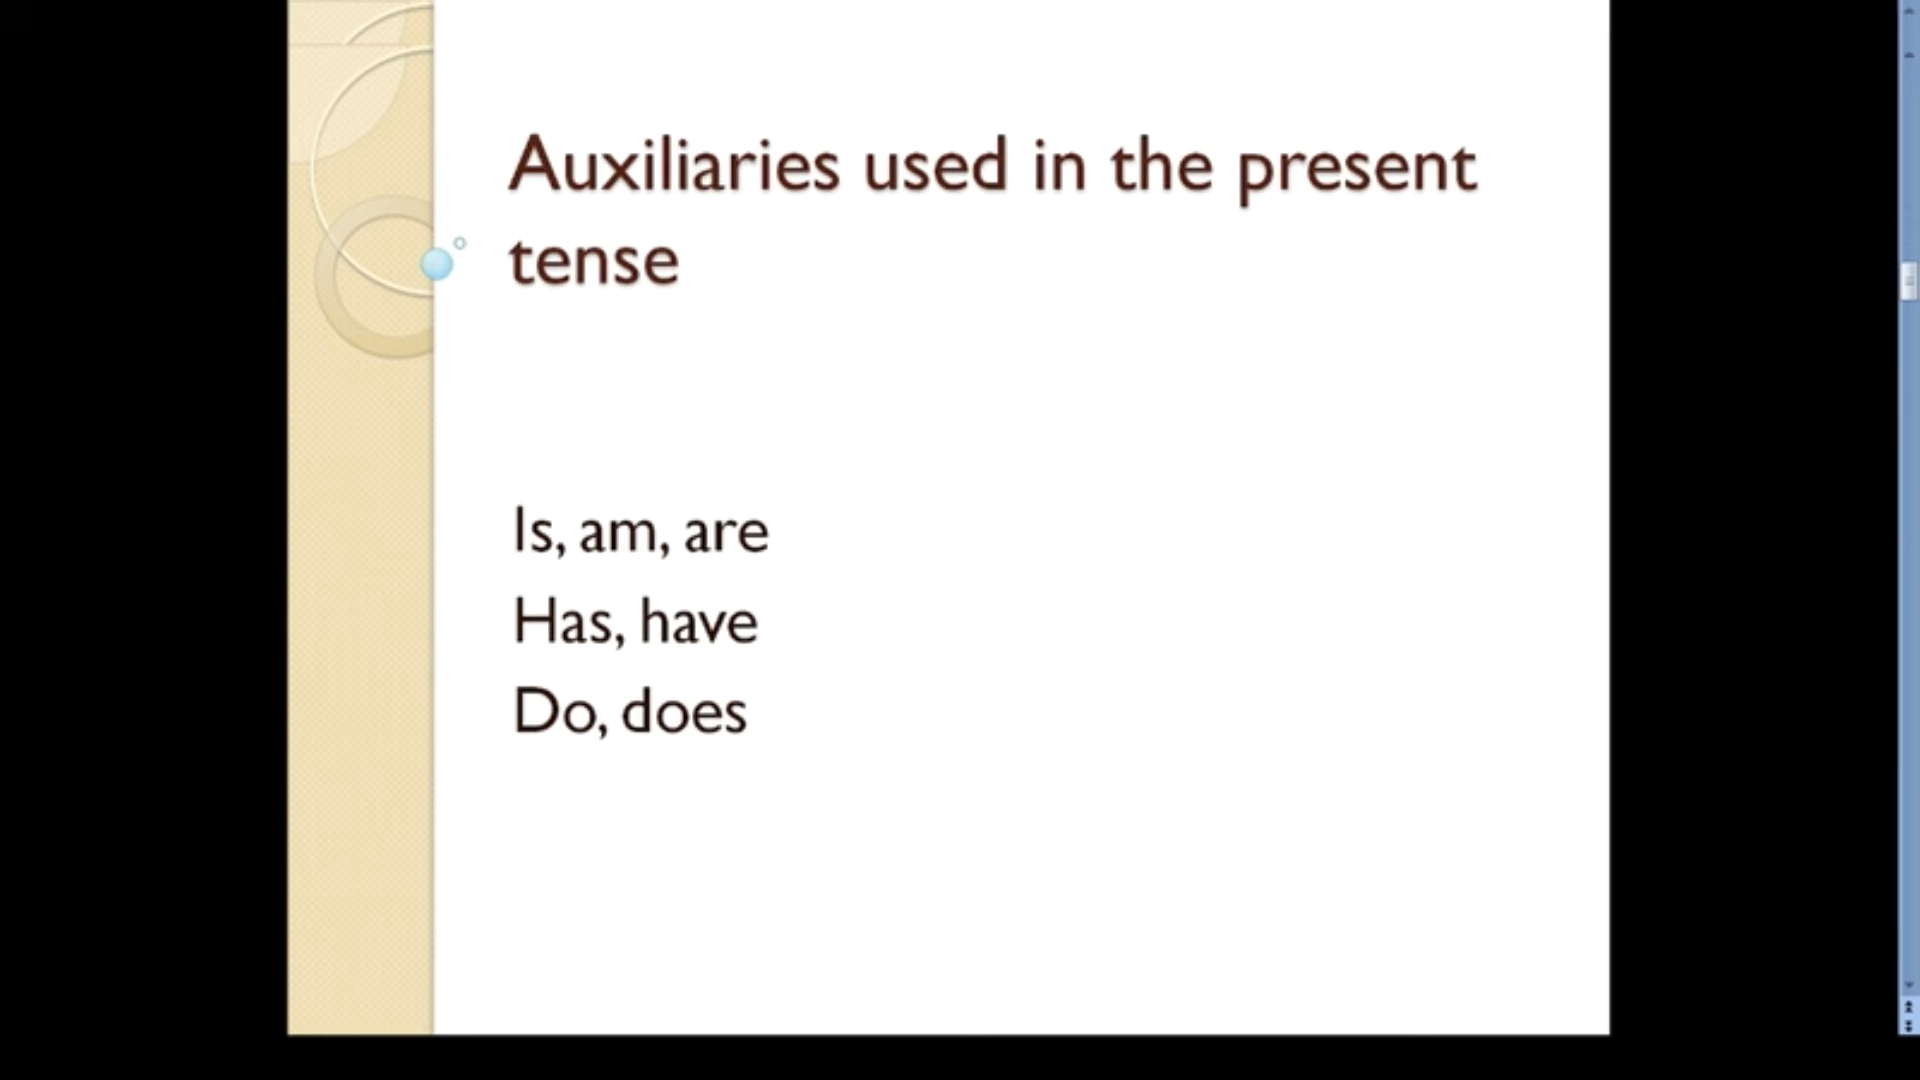 Auxiliaries used in the present
tense
Is, am, are
Has, have
Do, does